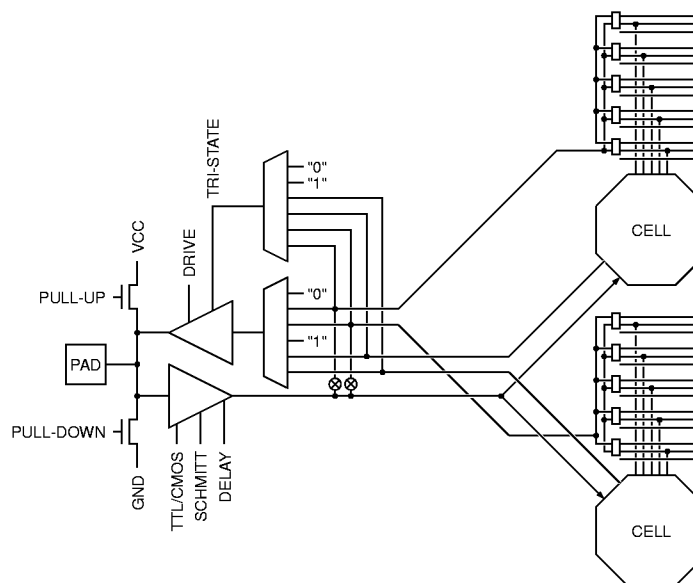 TRI-STATE
"0"
"1"
VCC
DRIVE
CELL
PULL-UP
"0"
"1"
PAD
PULL-DOWN
GND
TTL/CMOS
SCHMITT
DELAY
CELL